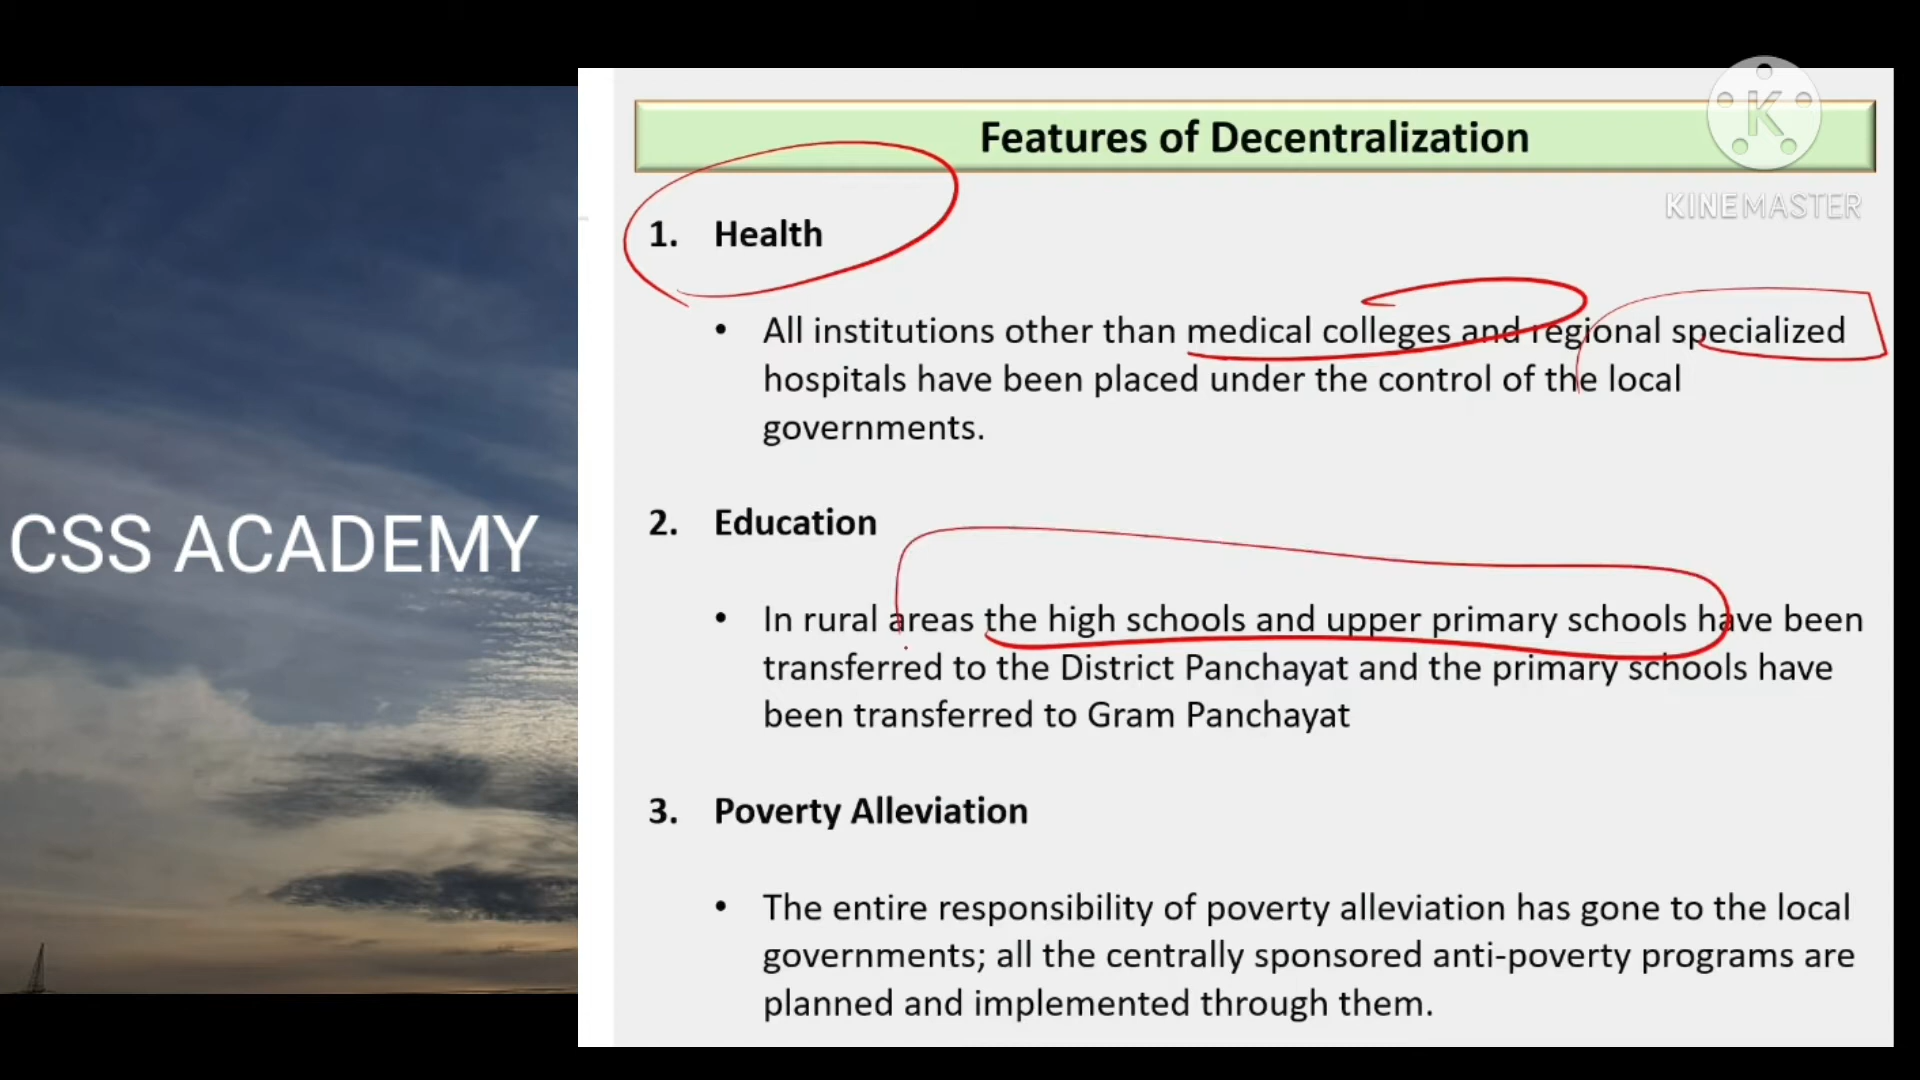 Features of Decentralization
K
KINEMASTER
1. Health
• All institutions other than medical colleges and regional specialized
hospitals have been placed under the control of the local
governments.
CSS ACADEMY
2. Education
• In rural areas the high schools and upper primary schools have been
transferred to the District Panchayat and the primary schools have
been transferred to Gram Panchayat
3. Poverty Alleviation
• The entire responsibility of poverty alleviation has gone to the local
governments; all the centrally sponsored anti-poverty programs are
planned and implemented through them.